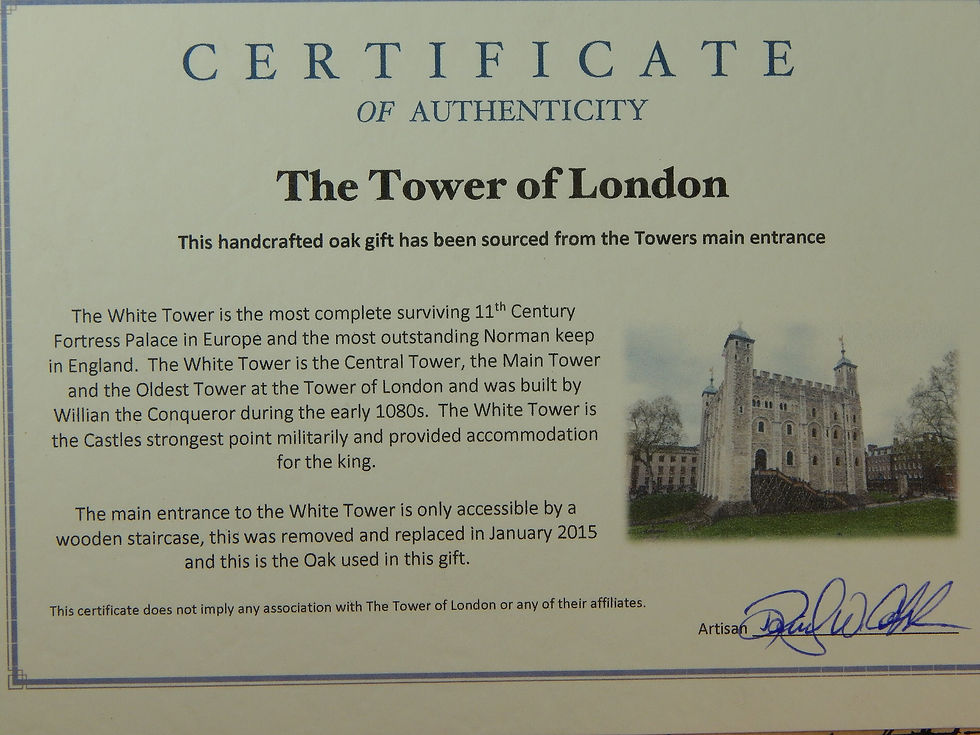 CERTIFICATE
OF AUTHENTICITY
The Tower of London
This handcrafted oak gift has been sourced from the Towers main entrance
The White Tower is the most complete surviving 11th Century
Fortress Palace in Europe and the most outstanding Norman keep
in England. The White Tower is the Central Tower, the Main Tower
and the Oldest Tower at the Tower of London and was built by
Willian the Conqueror during the early 1080s. The White Tower is
the Castles strongest point militarily and provided accommodation
for the king.
The main entrance to the White Tower is only accessible by a
wooden staircase, this was removed and replaced in January 2015
and this is the Oak used in this gift.
This certificate does not imply any association with The Tower of London or any of their affiliates.
Artisan